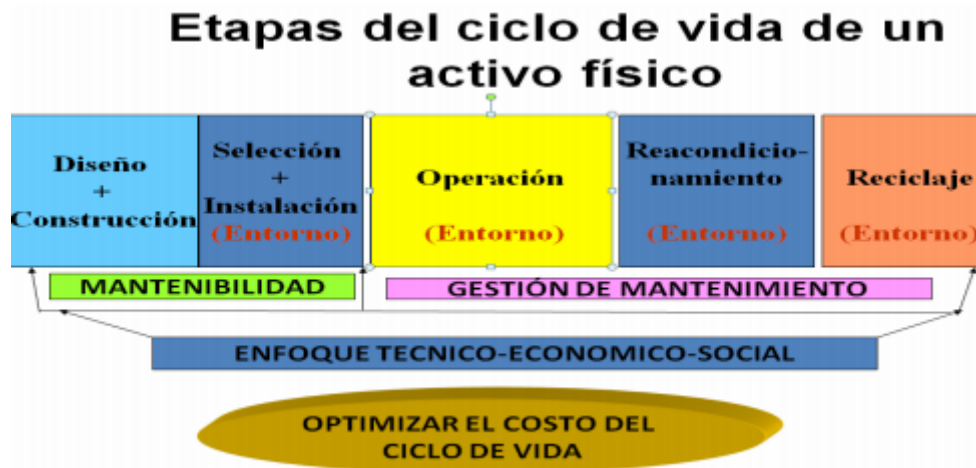 Etapas del ciclo de vida de un
activo físico
Diseño
+
Construcción
Selección
+
Instalación
(Entorno)
Operación
(Entorno)
Reacondicio-
namiento
(Entorno)
Reciclaje
(Entorno)
MANTENIBILIDAD
GESTIÓN DE MANTENIMIENTO
ENFOQUE TECNICO-ECONOMICO-SOCIAL
OPTIMIZAR EL COSTO DEL
CICLO DE VIDA